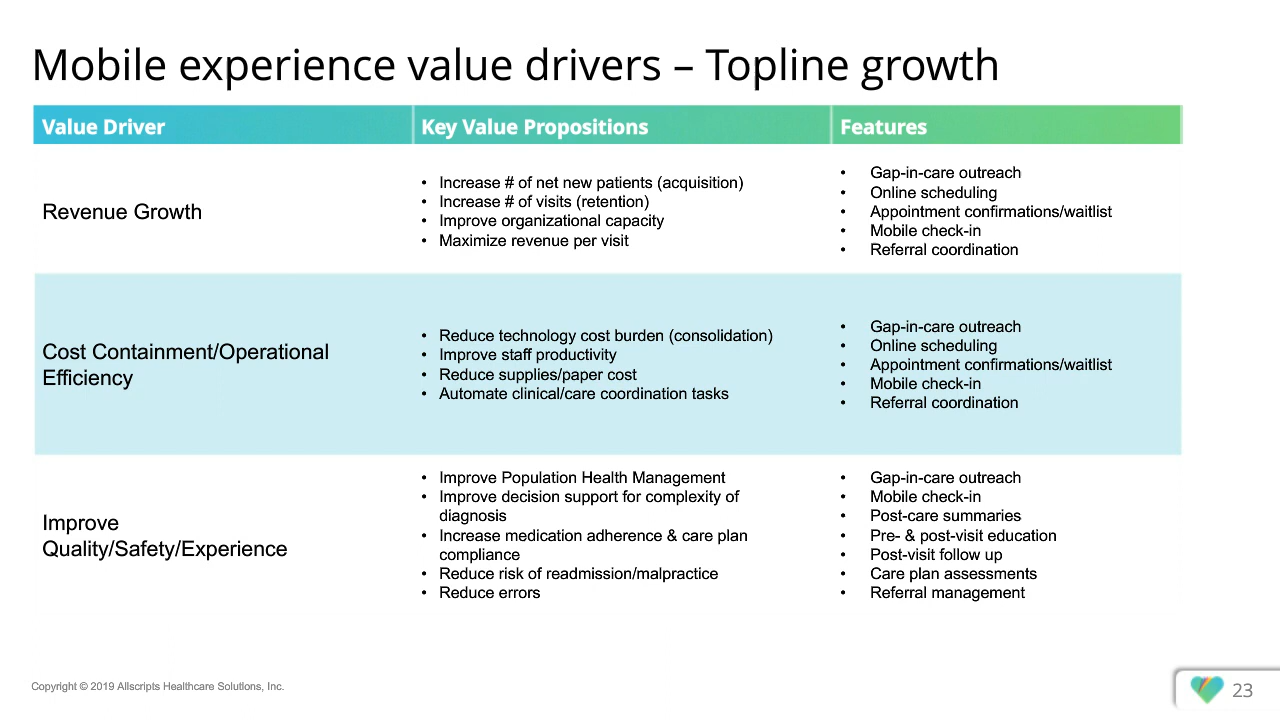 Mobile experience value drivers – Topline growth
Value Driver
Key Value Propositions
Features
Revenue Growth
• Increase # of net new patients (acquisition)
• Increase # of visits (retention)
• Improve organizational capacity
• Maximize revenue per visit
• Gap-in-care outreach
• Online scheduling
• Appointment confirmations/waitlist
• Mobile check-in
• Referral coordination
Cost Containment/Operational
Efficiency
• Reduce technology cost burden (consolidation)
• Improve staff productivity
• Reduce supplies/paper cost
• Automate clinical/care coordination tasks
• Gap-in-care outreach
• Online scheduling
• Appointment confirmations/waitlist
• Mobile check-in
• Referral coordination
Improve
Quality/Safety/Experience
• Improve Population Health Management
• Improve decision support for complexity of
diagnosis
• Increase medication adherence & care plan
compliance
• Reduce risk of readmission/malpractice
• Reduce errors
• Gap-in-care outreach
• Mobile check-in
• Post-care summaries
• Pre- & post-visit education
• Post-visit follow up
• Care plan assessments
• Referral management
Copyright © 2019 Allscripts Healthcare Solutions, Inc.
23